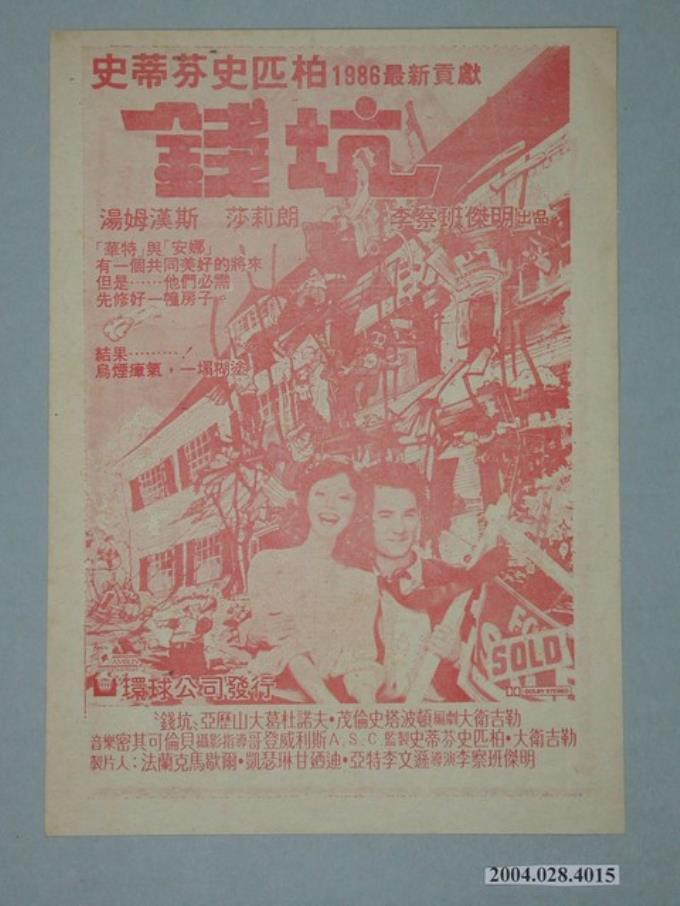 史蒂芬史匹柏1986最新貢獻
錢坑
湯姆漢斯 莎莉朗 李察班傑明出品
「華特」與「安娜」
有一個共同美好的將來
但是⋯⋯他們必需
先修好一幢房子。
結果⋯⋯⋯!
烏煙瘴氣，一塌糊塗
SOLD
AMBLIN
DOLBY STEREO
環球公司發行
錢坑、亞歷山大葛杜諾夫・茂倫史塔波頓編劇大衛吉勒
音樂密其可倫貝攝影指導哥登威利斯A.S.C.監製史蒂芬史匹柏・大衛吉勒
製片人：法蘭克馬歇爾・凱瑟琳甘迺迪・亞特李文遜導演李察班傑明
2004.028.4015